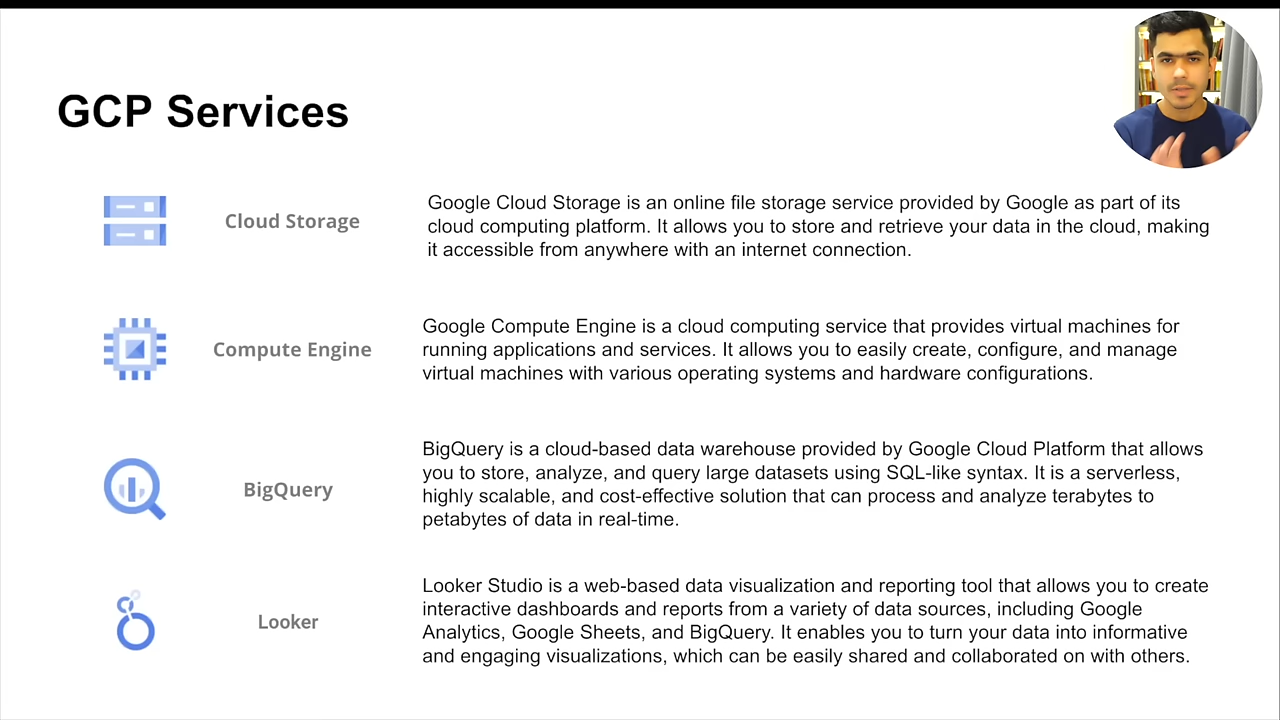 GCP Services
Cloud Storage
Google Cloud Storage is an online file storage service provided by Google as part of its
cloud computing platform. It allows you to store and retrieve your data in the cloud, making
it accessible from anywhere with an internet connection.
Compute Engine
Google Compute Engine is a cloud computing service that provides virtual machines for
running applications and services. It allows you to easily create, configure, and manage
virtual machines with various operating systems and hardware configurations.
BigQuery
BigQuery is a cloud-based data warehouse provided by Google Cloud Platform that allows
you to store, analyze, and query large datasets using SQL-like syntax. It is a serverless,
highly scalable, and cost-effective solution that can process and analyze terabytes to
petabytes of data in real-time.
Looker
Looker Studio is a web-based data visualization and reporting tool that allows you to create
interactive dashboards and reports from a variety of data sources, including Google
Analytics, Google Sheets, and BigQuery. It enables you to turn your data into informative
and engaging visualizations, which can be easily shared and collaborated on with others.